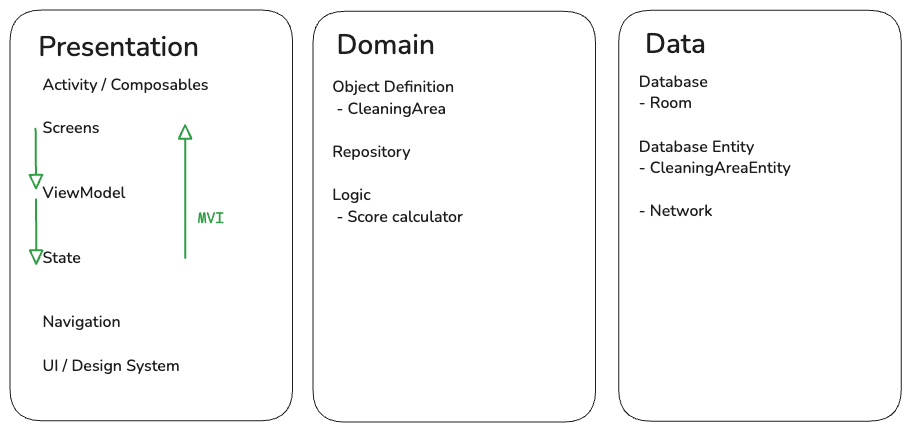 Presentation
Activity / Composables
Screens
ViewModel
MVI
State
Navigation
UI / Design System
Domain
Object Definition
- CleaningArea
Repository
Logic
- Score calculator
Data
Database
- Room
Database Entity
- CleaningAreaEntity
- Network